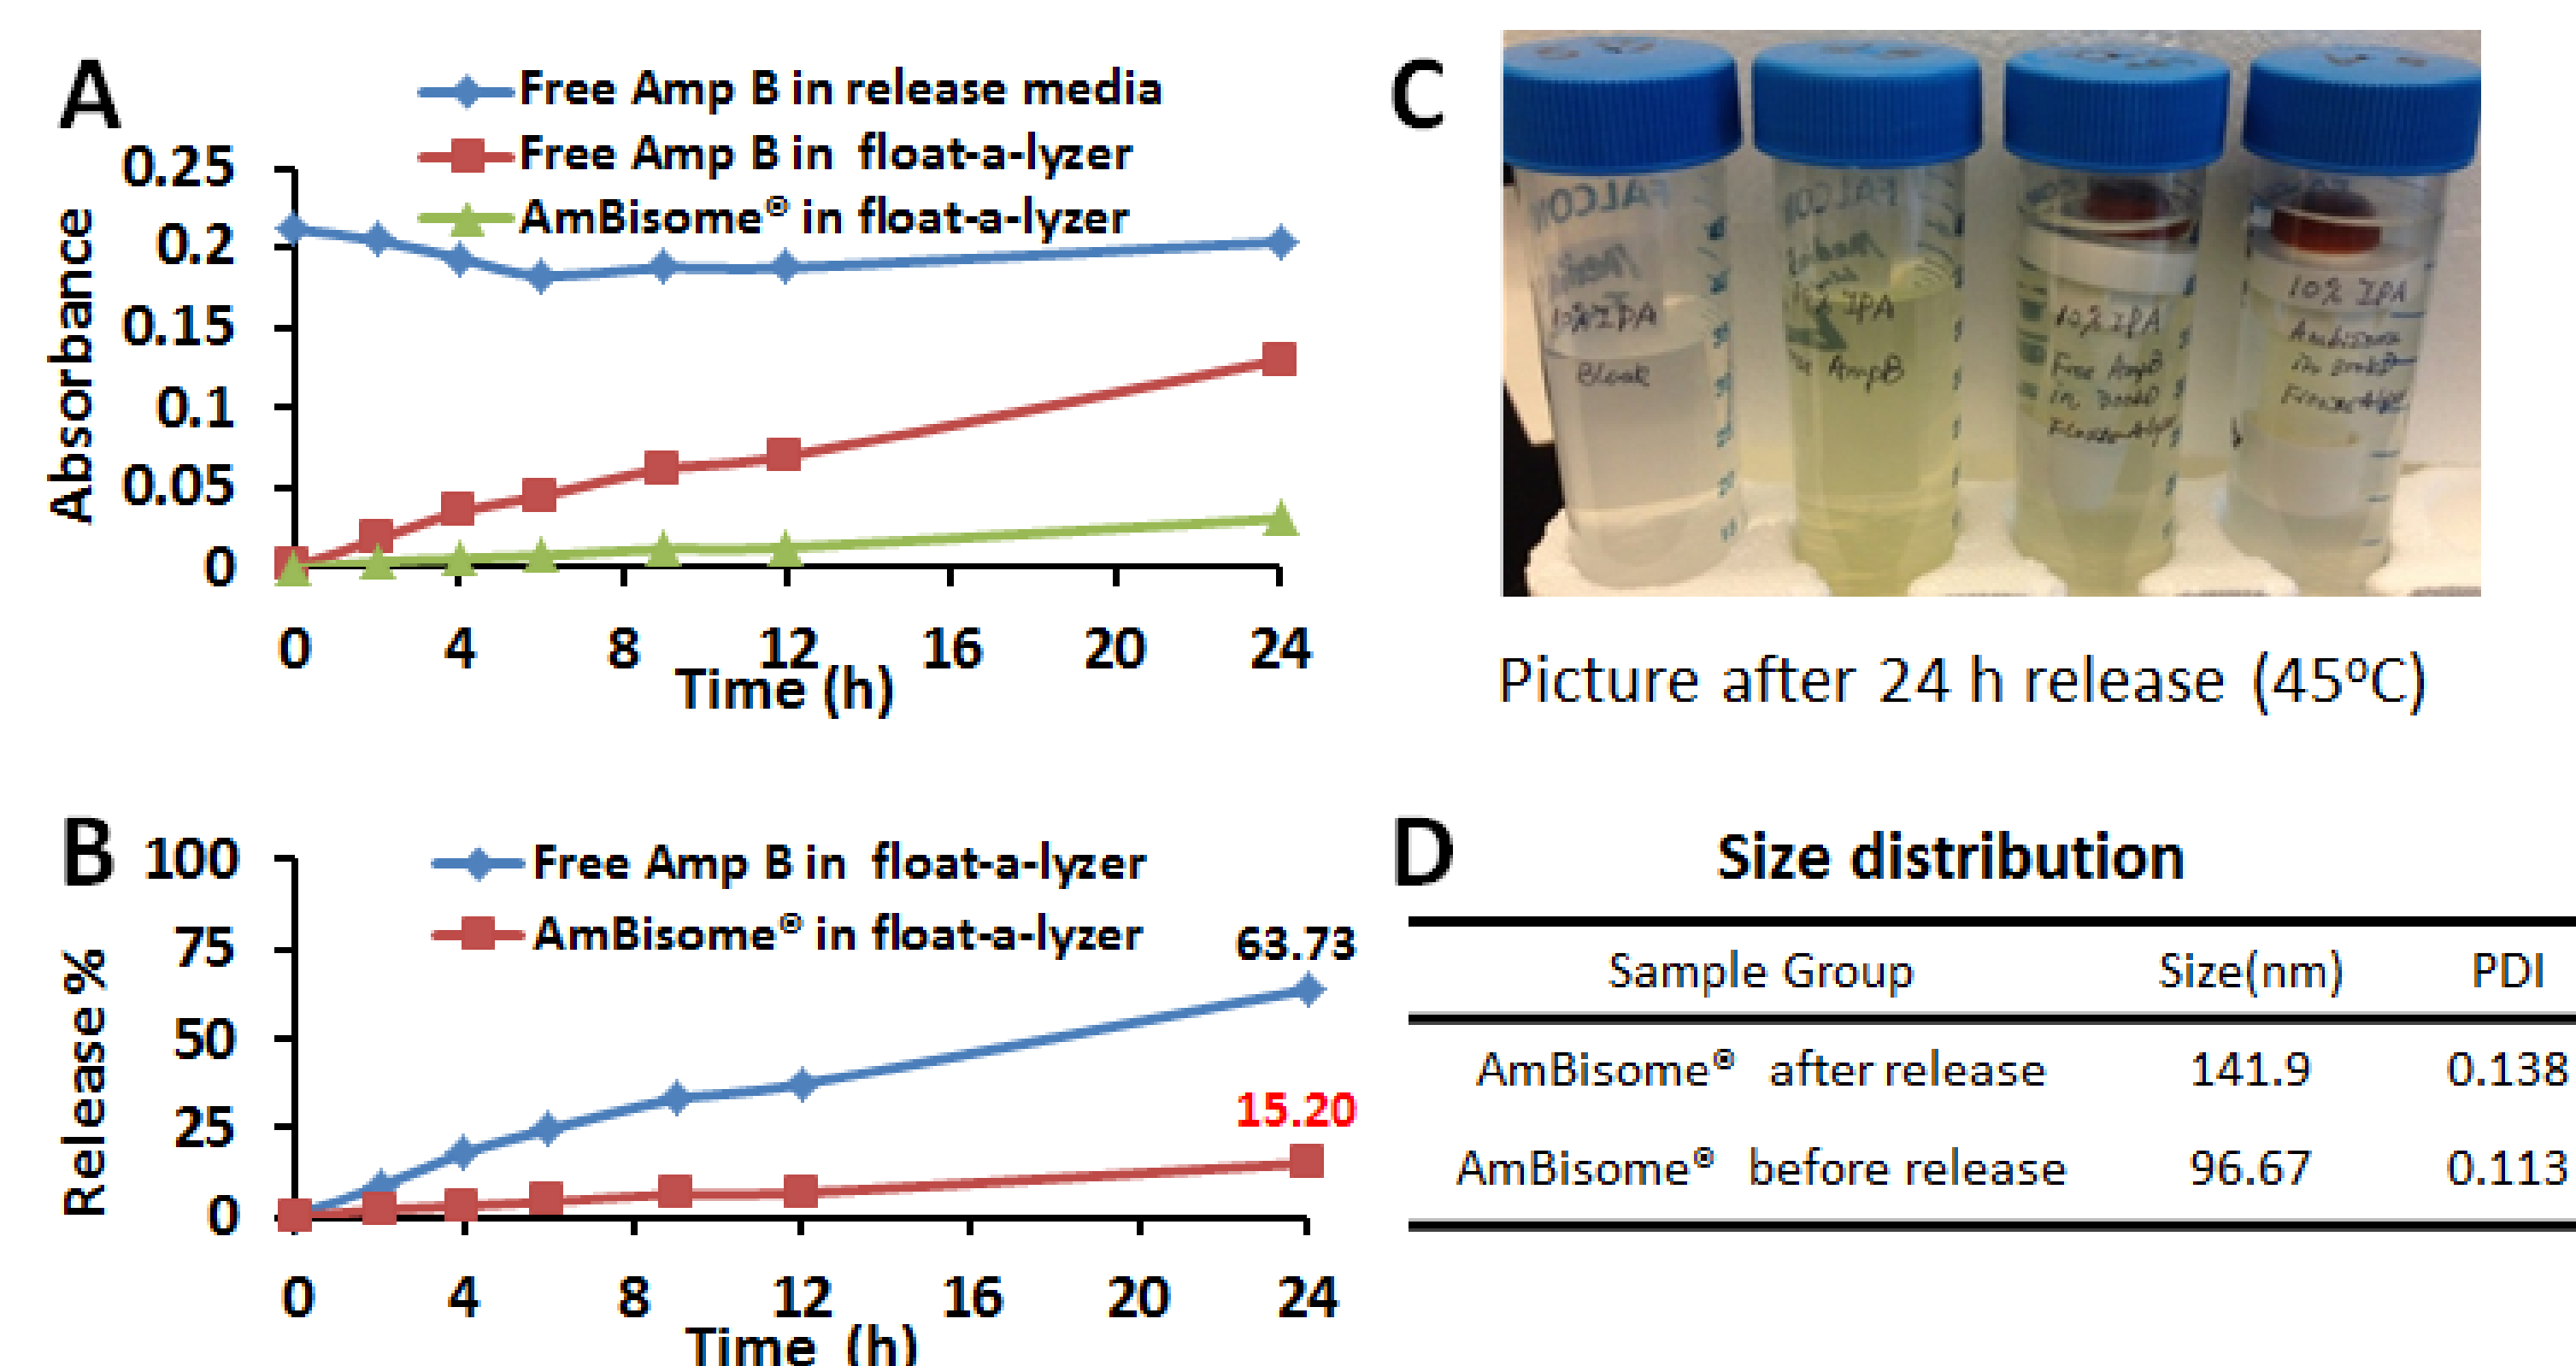 A
Free Amp B in release media
Free Amp B in float-a-lyzer
AmBisome® in float-a-lyzer
0.25
0.2
0.15
0.1
0.05
0
Absorbance
0 4 8 12 16 20 24
Time (h)
C
FALCON
10% IPA
Blank
FALCON
Media
IPA
AmpB
10% IPA
Free AmpB
in
10% IPA
Ambisome
in
Picture after 24 h release (45ºC)
B
Free Amp B in float-a-lyzer
AmBisome® in float-a-lyzer
100
75
50
25
0
Release %
63.73
15.20
0 4 8 12 16 20 24
Time (h)
D
Size distribution
Sample Group Size(nm) PDI
AmBisome® after release 141.9 0.138
AmBisome® before release 96.67 0.113